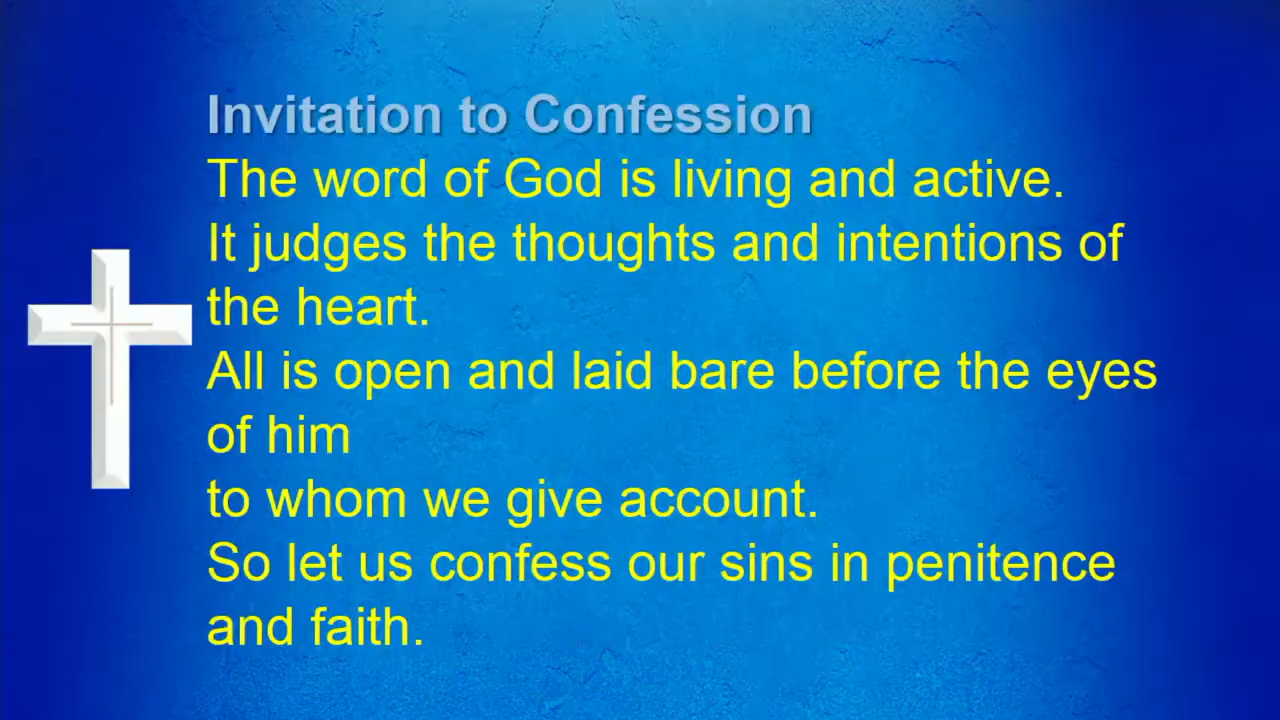 Invitation to Confession
The word of God is living and active.
It judges the thoughts and intentions of
the heart.
All is open and laid bare before the eyes
of him
to whom we give account.
So let us confess our sins in penitence
and faith.